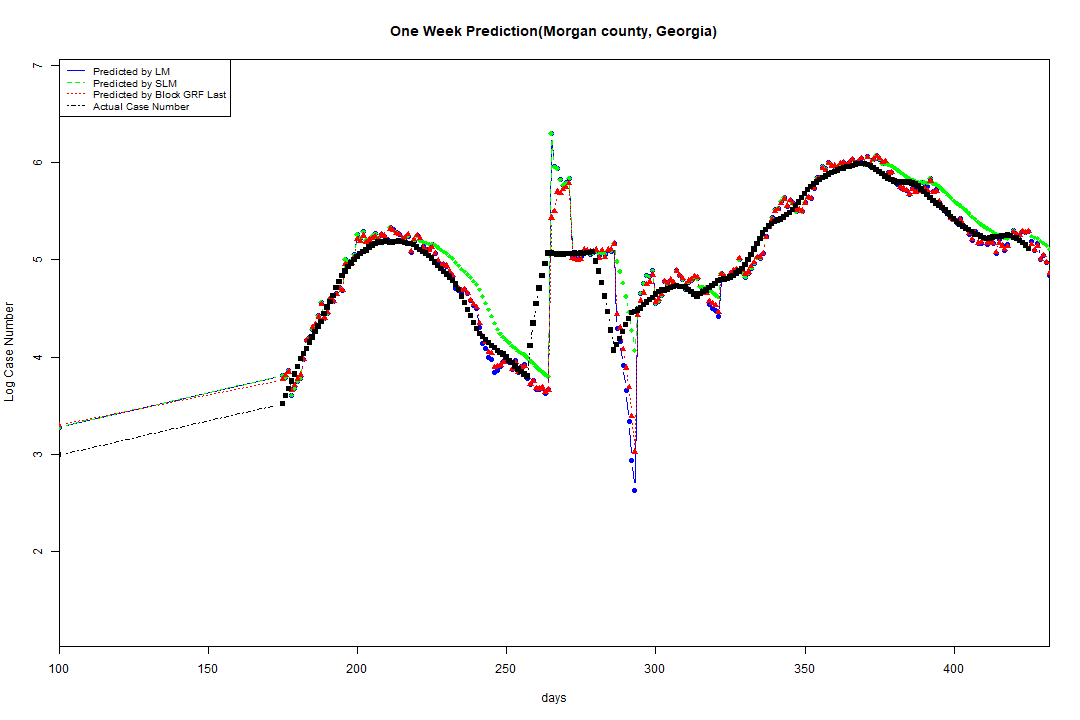 One Week Prediction(Morgan county, Georgia)
Predicted by LM
Predicted by SLM
Predicted by Block GRF Last
Actual Case Number
7
6
5
4
3
2
Log Case Number
100 150 200 250 300 350 400
days